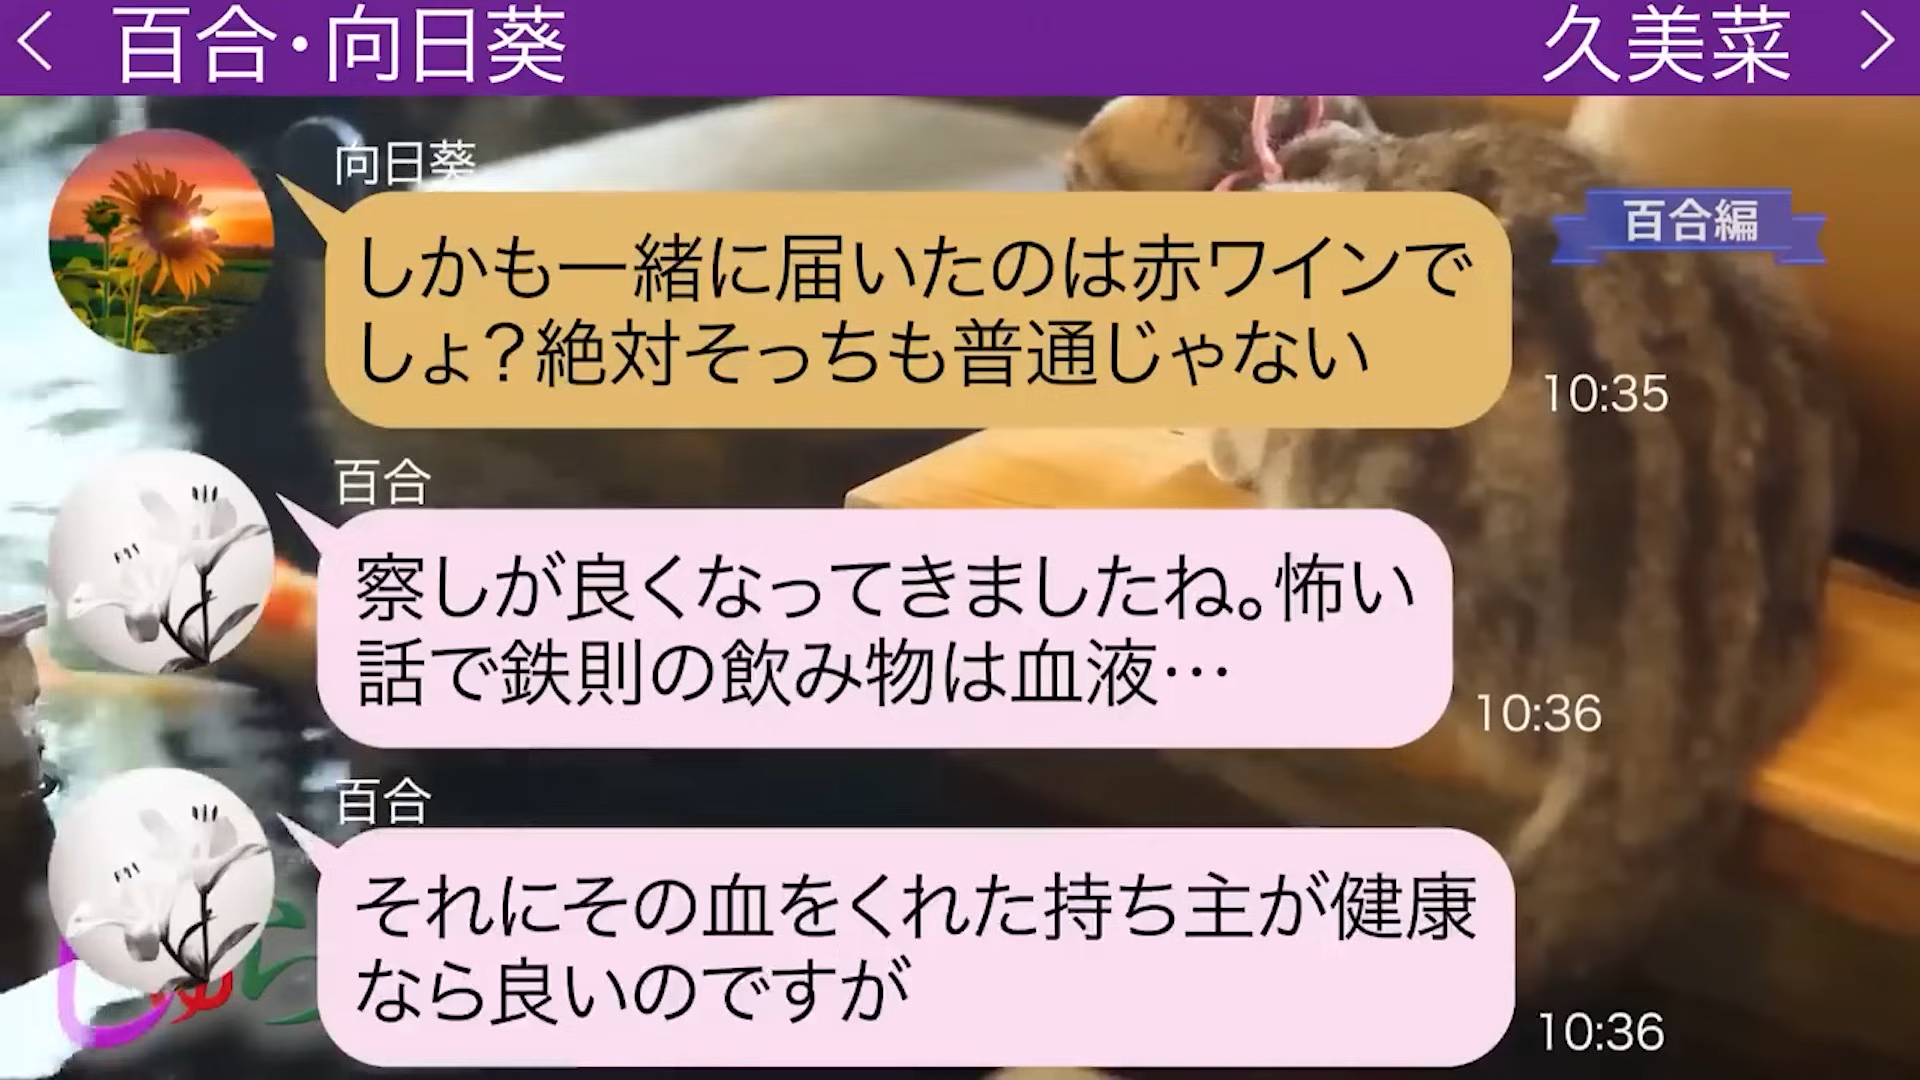 百合・向日葵
久美菜
向日葵
しかも一緒に届いたのは赤ワインで
しょ?絶対そっちも普通じゃない
10:35
百合編
百合
察しが良くなってきましたね。怖い
話で鉄則の飲み物は血液…
10:36
百合
それにその血をくれた持ち主が健康
なら良いのですが
10:36